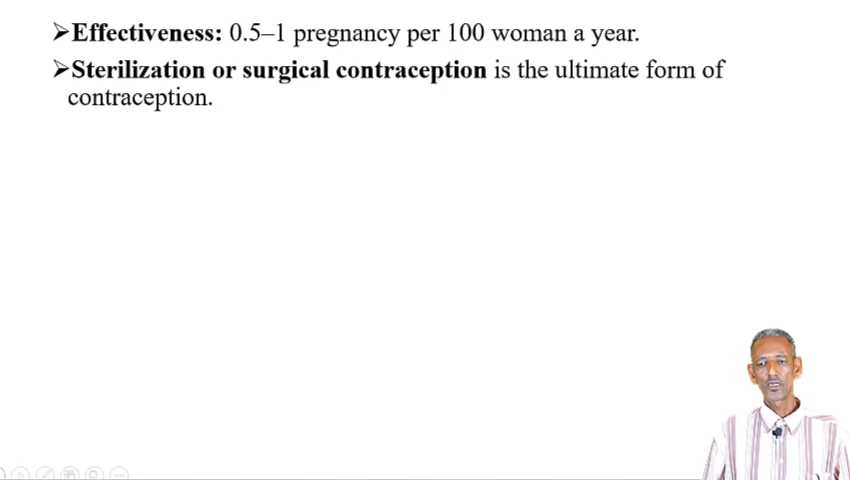 ➢Effectiveness: 0.5–1 pregnancy per 100 woman a year.
➢Sterilization or surgical contraception is the ultimate form of
contraception.